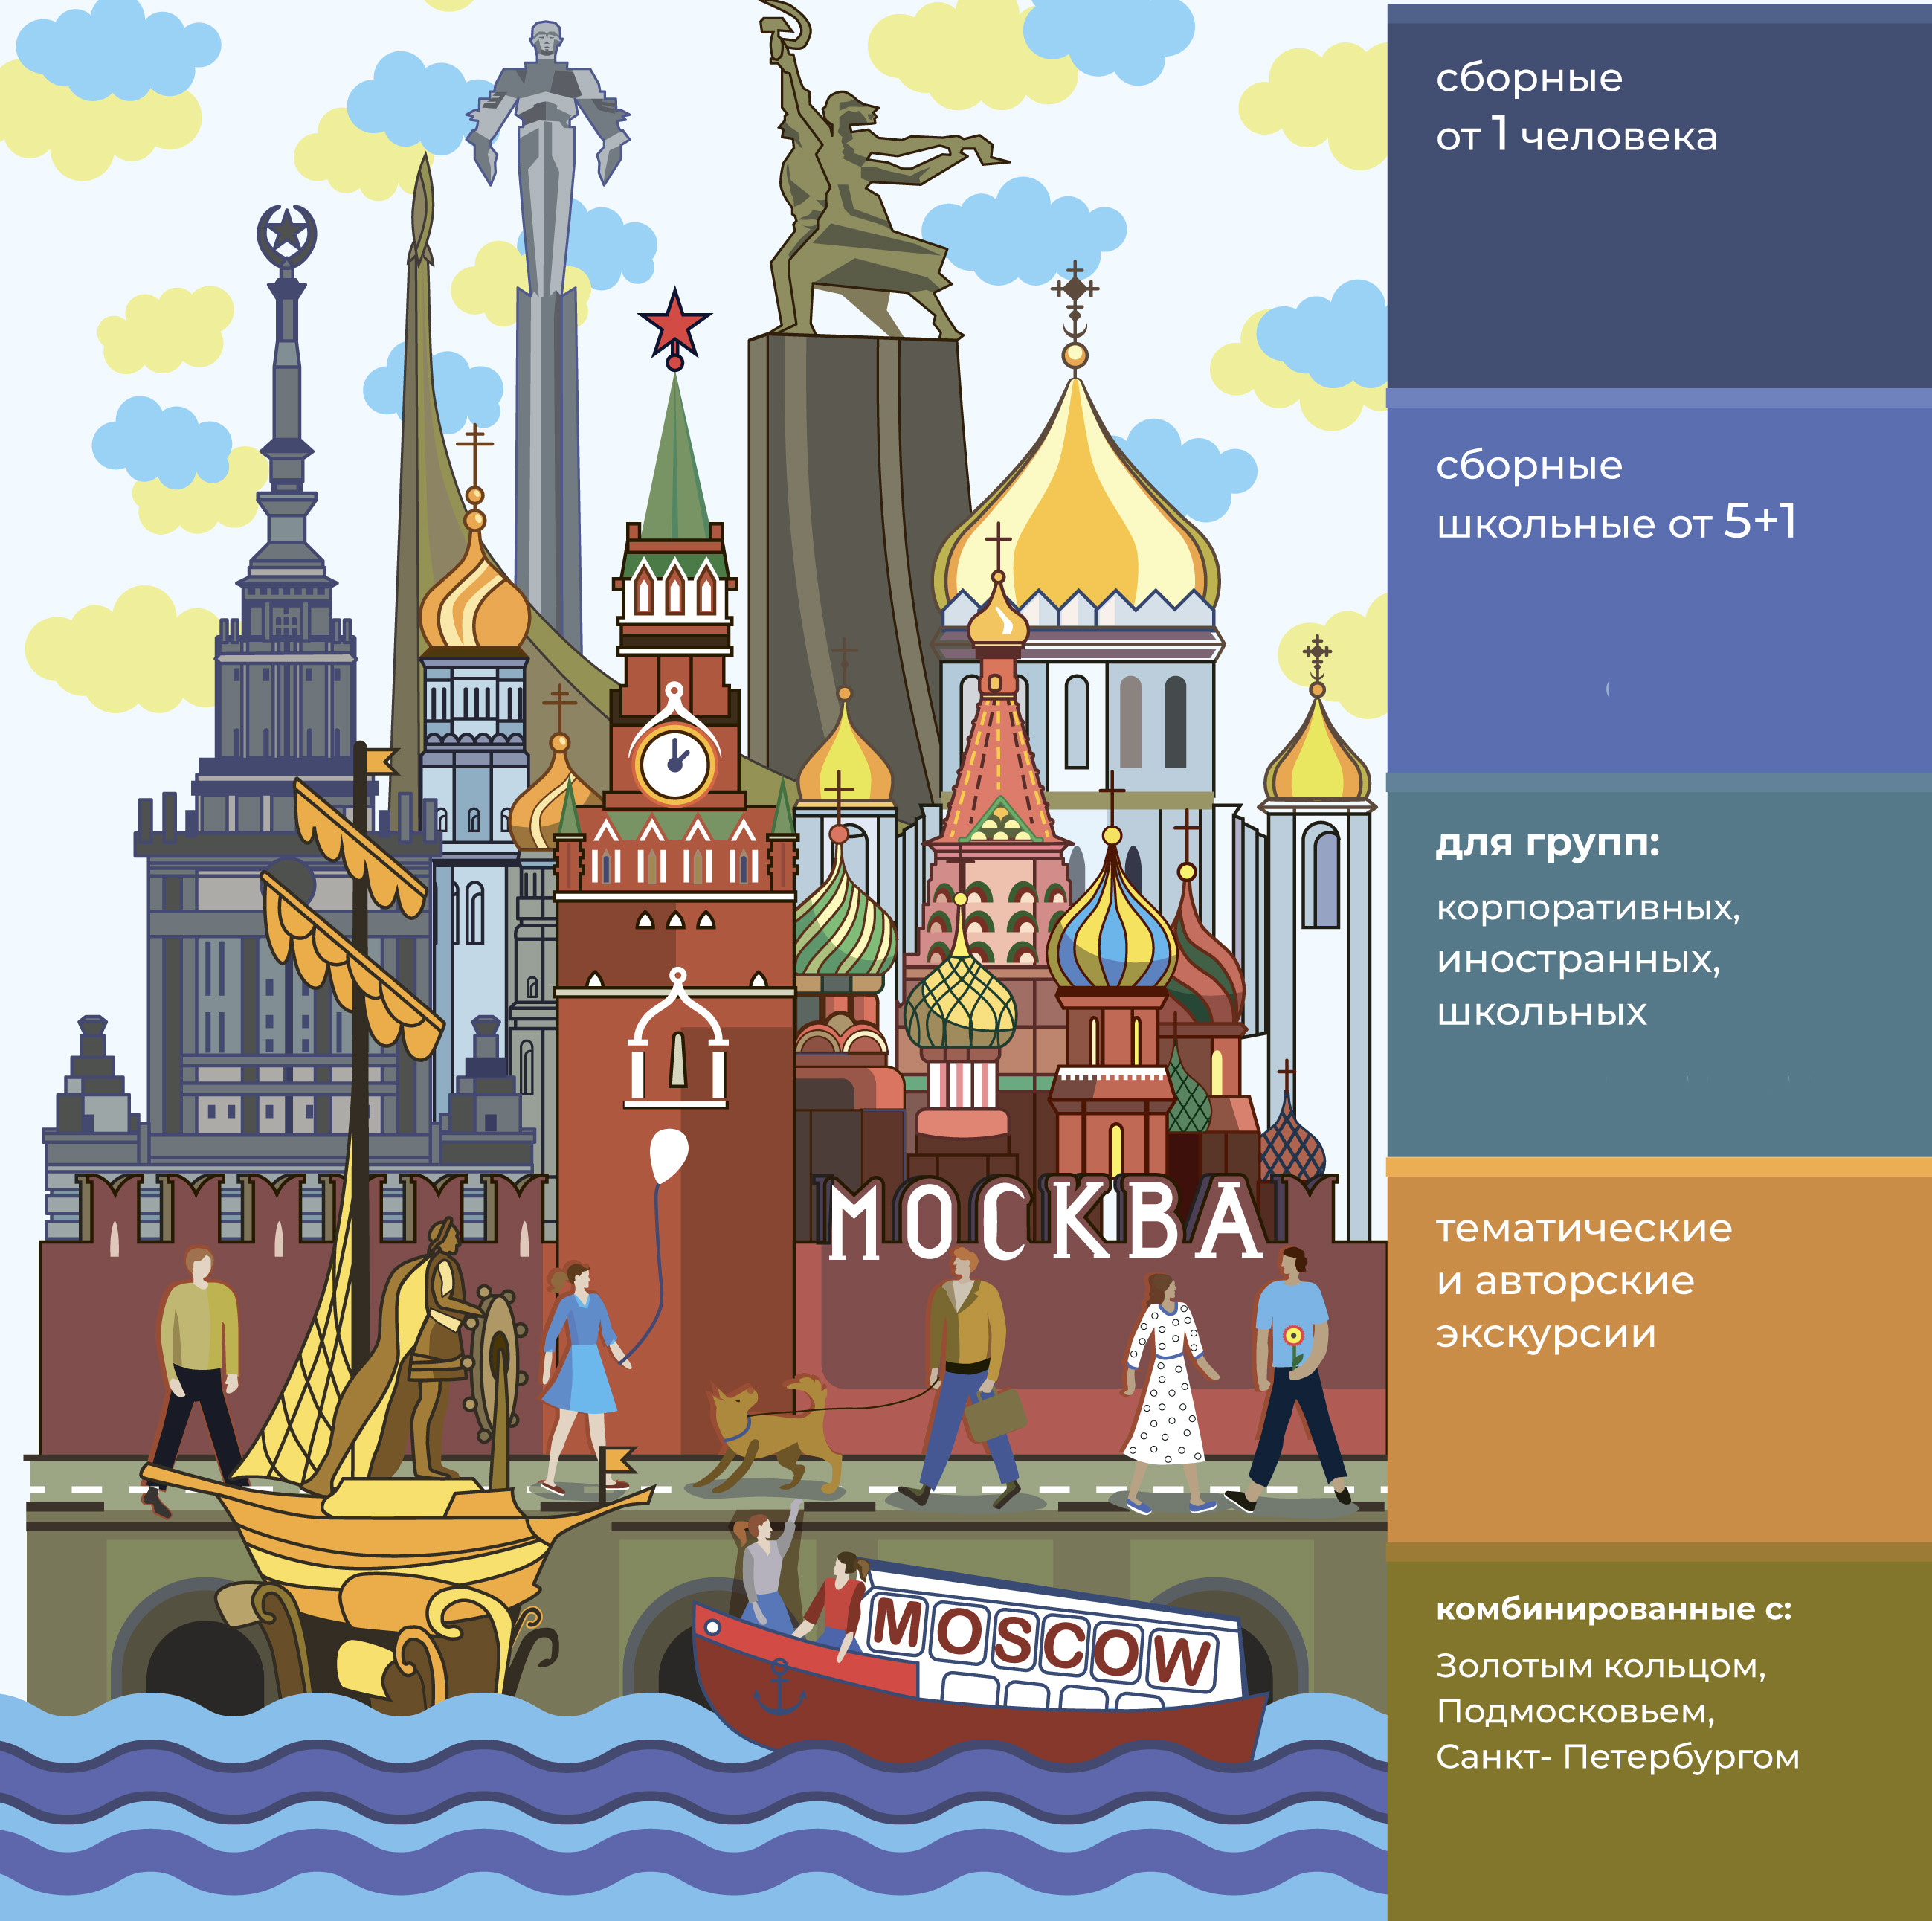 сборные
от 1 человека
сборные
школьные от 5+1
для групп:
корпоративных,
иностранных,
школьных
МОСКВА
тематические
и авторские
экскурсии
MOSCOW
комбинированные с:
Золотым кольцом,
Подмосковьем,
Санкт- Петербургом